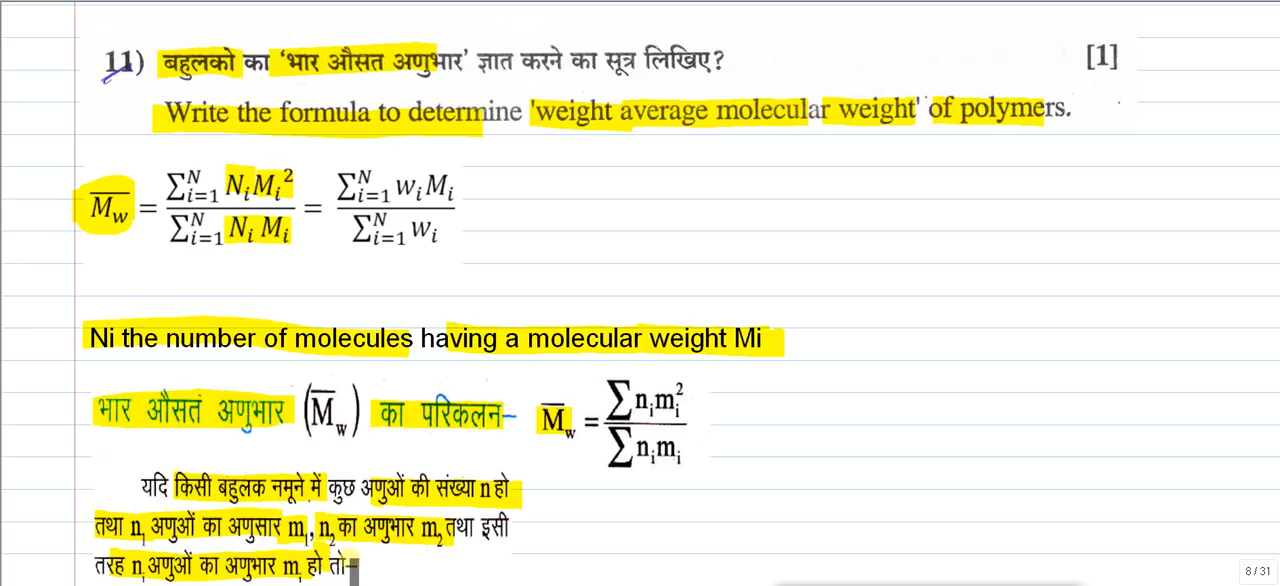 11) बहुलको का 'भार औसत अणुभार' ज्ञात करने का सूत्र लिखिए? [1]
Write the formula to determine 'weight average molecular weight' of polymers.
\overline{M_w} = \frac{\sum_{i=1}^{N} N_i M_i^2}{\sum_{i=1}^{N} N_i M_i} = \frac{\sum_{i=1}^{N} w_i M_i}{\sum_{i=1}^{N} w_i}
Ni the number of molecules having a molecular weight Mi
भार औसत अणुभार (M̅w) का परिकलन– M̅w = \frac{\sum n_i m_i^2}{\sum n_i m_i}
यदि किसी बहुलक नमूने में कुछ अणुओं की संख्या n हो
तथा n₁ अणुओं का अणुसार m₁, n₂ का अणुभार m₂ तथा इसी
तरह nᵢ अणुओं का अणुभार mᵢ हो तो–
8 / 31